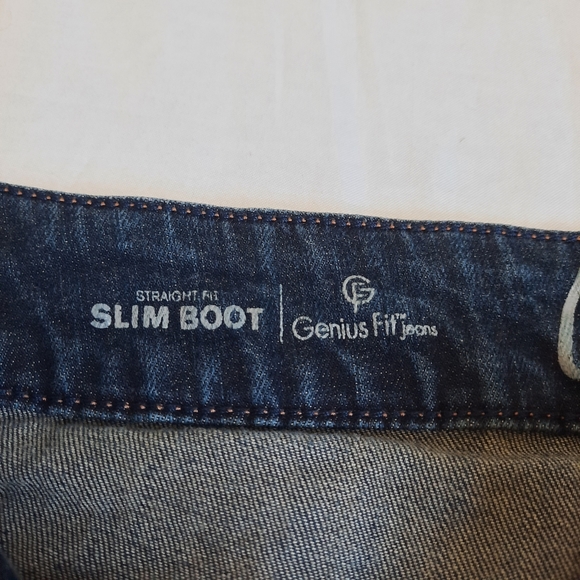 STRAIGHT FIT
SLIM BOOT
GF
Genius Fit™ jeans